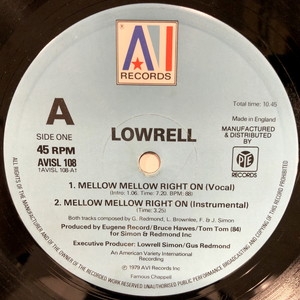 AVI
RECORDS
Total time: 10.45
A
SIDE ONE
45 RPM
AVISL 108
(AVISL 108-A)
LOWRELL
Made in England
MANUFACTURED
& DISTRIBUTED
BY
PYE
RECORDS
1. MELLOW MELLOW RIGHT ON (Vocal)
(Intro: 1.06. Time: 7.20. BPM: 88)
2. MELLOW MELLOW RIGHT ON (Instrumental)
(Time: 3.25)
Both tracks composed by G. Redmond, L. Brownlee, F. & J. Simon
Produced by Eugene Record/Bruce Hawes/Tom Tom (84)
for Simon & Redmond Inc
Executive Producer: Lowrell Simon/Gus Redmond
An American Variety International
Recording
℗ 1979 AVI Records Inc
Famous Chappell
ALL RIGHTS OF THE MANUFACTURER AND OF THE OWNER OF THE RECORDED WORK RESERVED UNAUTHORISED PUBLIC PERFORMANCE BROADCASTING AND COPYING OF THIS RECORD PROHIBITED